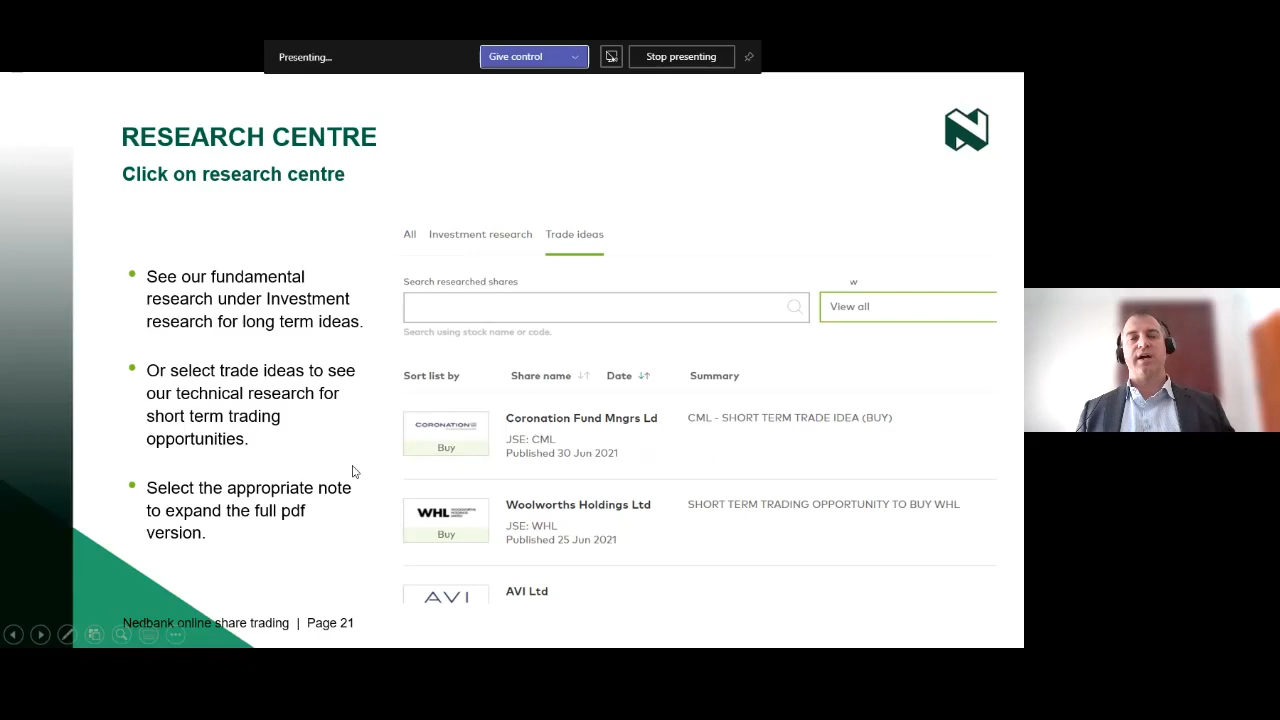 Presenting...
Give control
Stop presenting
RESEARCH CENTRE
Click on research centre
See our fundamental
research under Investment
research for long term ideas.
Or select trade ideas to see
our technical research for
short term trading
opportunities.
Select the appropriate note
to expand the full pdf
version.
All Investment research Trade ideas
Search researched shares
w
View all
Search using stock name or code.
Sort list by Share name Date Summary
CORONATION
Buy
Coronation Fund Mngrs Ld
JSE: CML
Published 30 Jun 2021
CML - SHORT TERM TRADE IDEA (BUY)
WHL
Buy
Woolworths Holdings Ltd
JSE: WHL
Published 25 Jun 2021
SHORT TERM TRADING OPPORTUNITY TO BUY WHL
AVI
AVI Ltd
Nedbank online share trading | Page 21